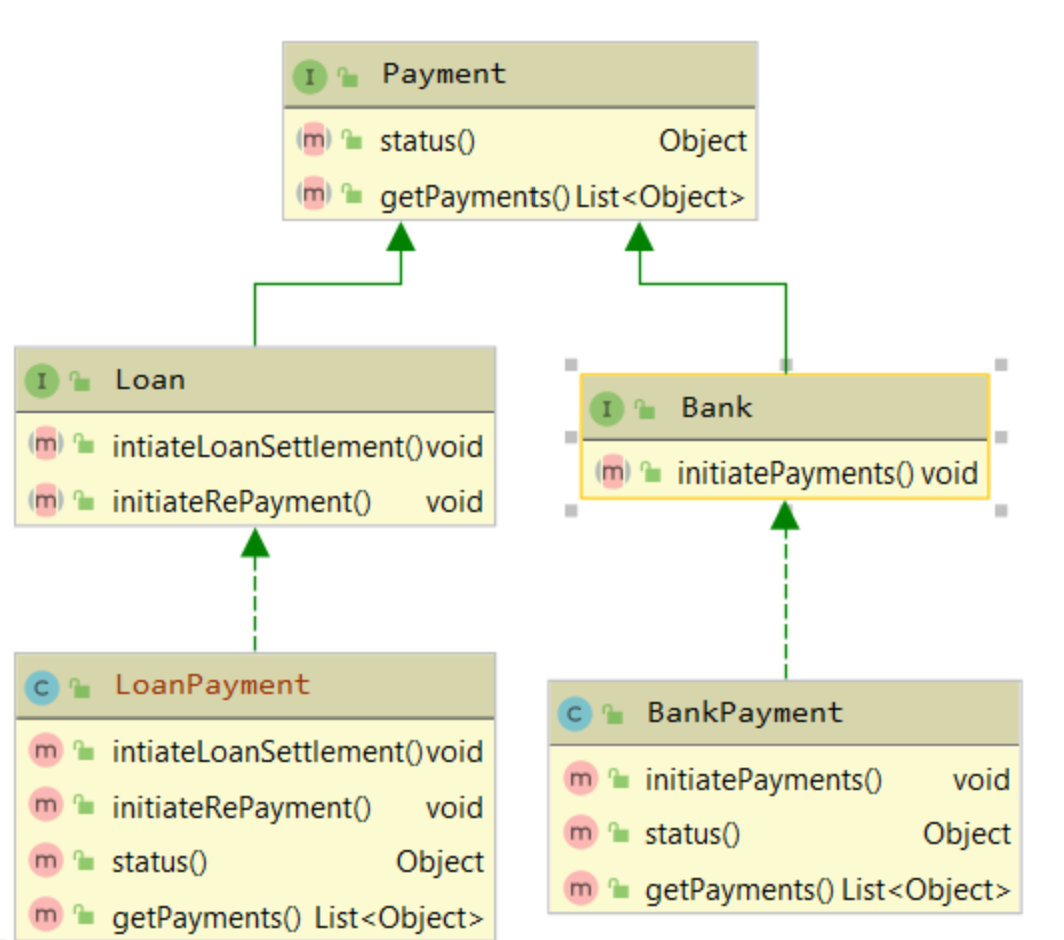 I Payment
m status() Object
m getPayments() List<Object>
I Loan
m intiateLoanSettlement() void
m initiateRePayment() void
I Bank
m initiatePayments() void
C LoanPayment
m intiateLoanSettlement() void
m initiateRePayment() void
m status() Object
m getPayments() List<Object>
C BankPayment
m initiatePayments() void
m status() Object
m getPayments() List<Object>